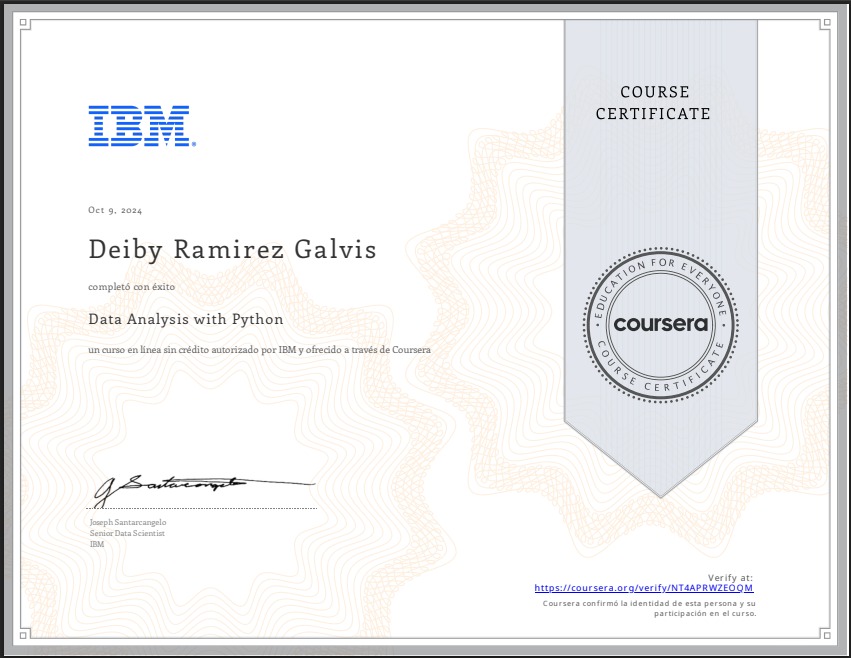 IBM®
COURSE
CERTIFICATE
Oct 9, 2024
Deiby Ramirez Galvis
completó con éxito
Data Analysis with Python
un curso en línea sin crédito autorizado por IBM y ofrecido a través de Coursera
EDUCATION FOR EVERYONE
coursera
COURSE CERTIFICATE
J Santarcangelo
Joseph Santarcangelo
Senior Data Scientist
IBM
Verify at:
https://coursera.org/verify/NT4APRWZEOQM
Coursera confirmó la identidad de esta persona y su
participación en el curso.